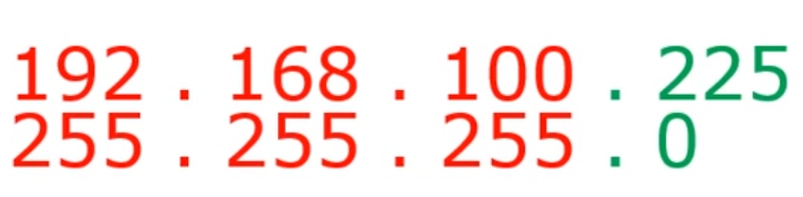 192 . 168 . 100 . 225
255 . 255 . 255 . 0